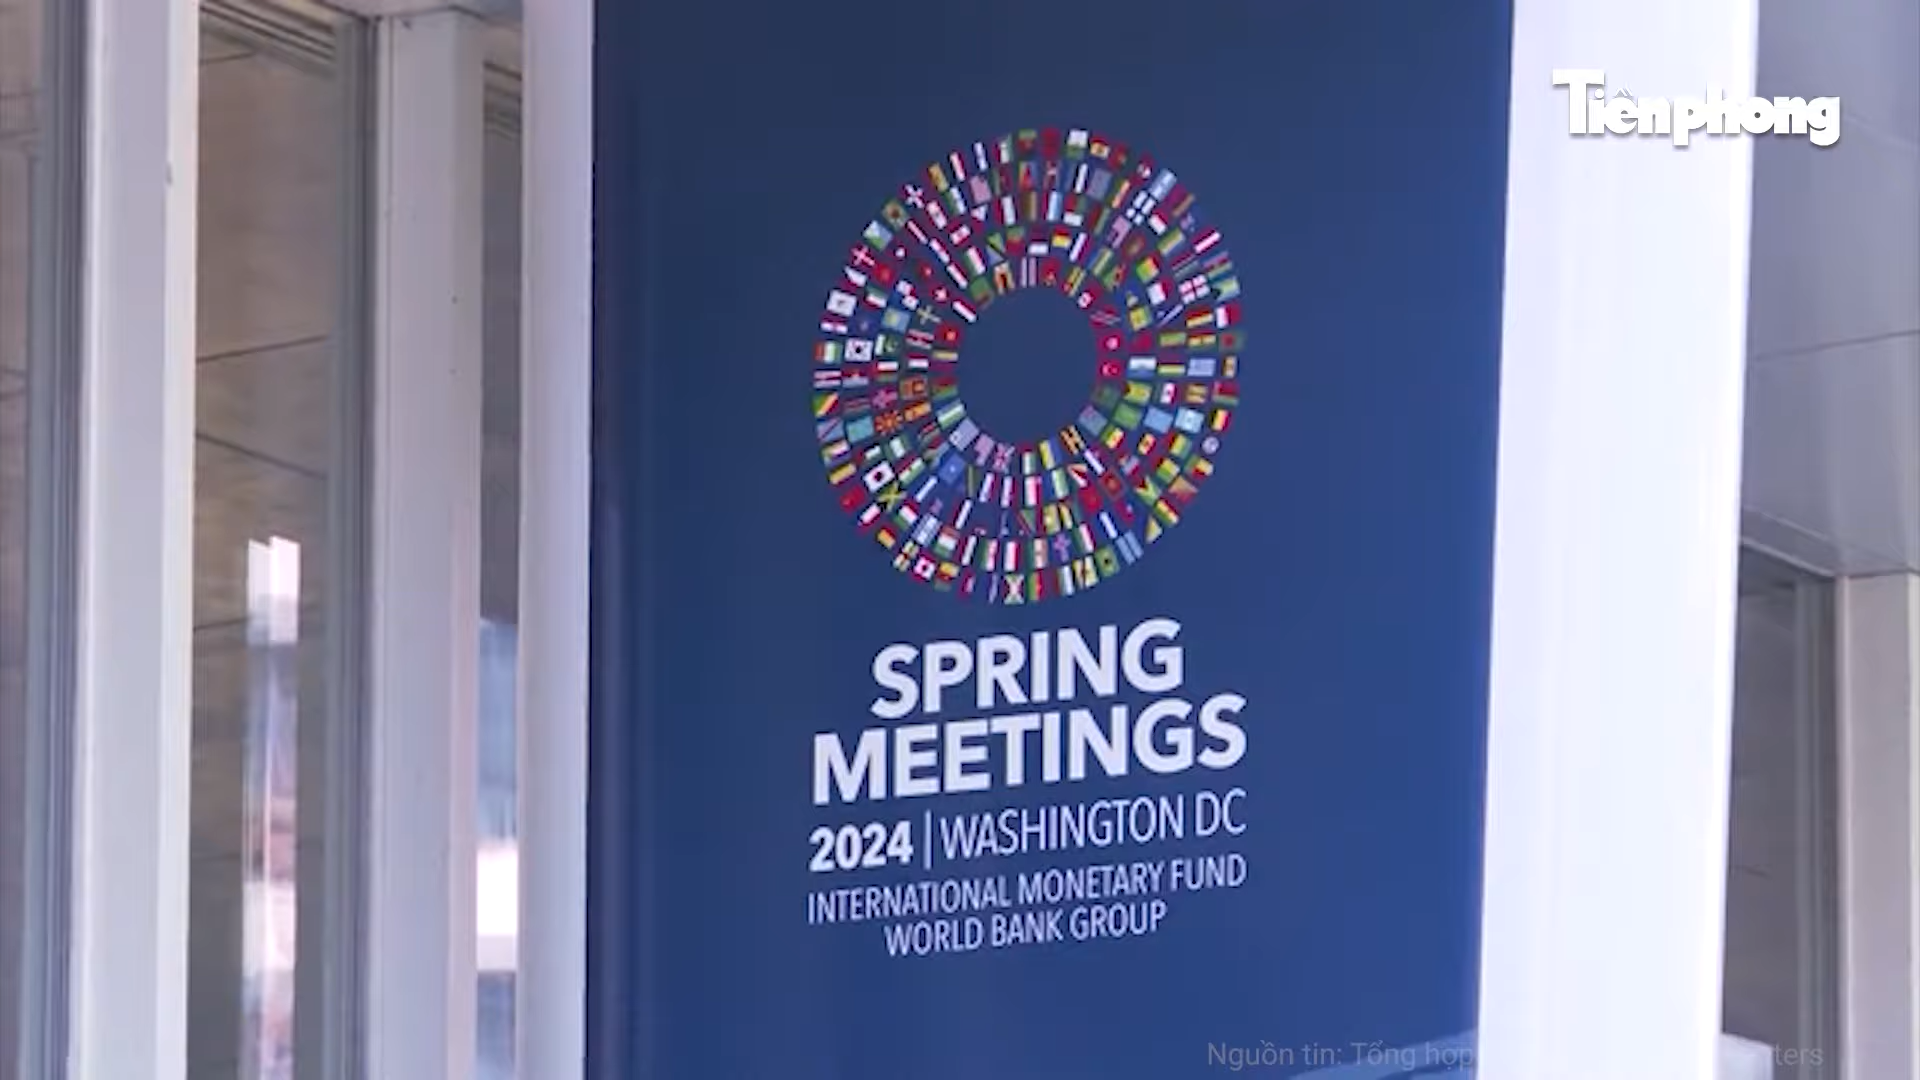 Tiền phong
SPRING
MEETINGS
2024 | WASHINGTON DC
INTERNATIONAL MONETARY FUND
WORLD BANK GROUP
Nguồn tin: Tổng hợp